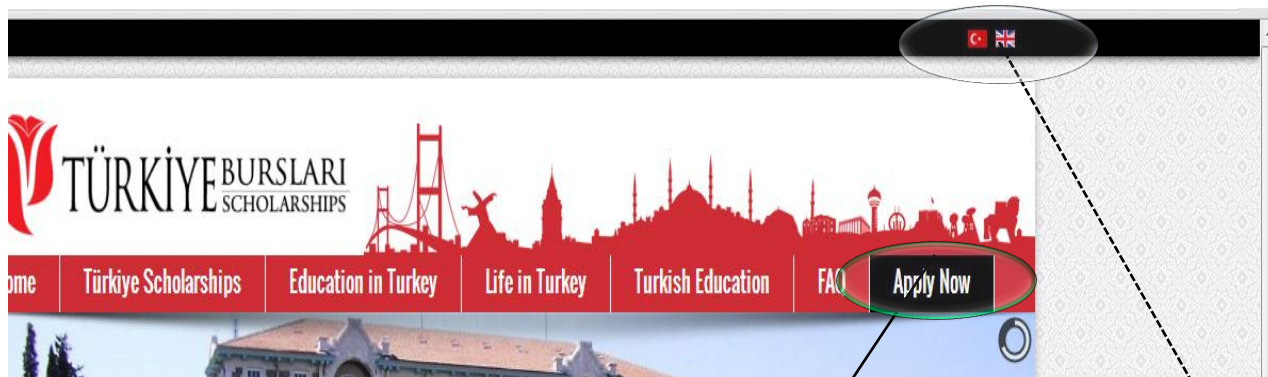 TÜRKİYE BURSLARI
SCHOLARSHIPS
ome Türkiye Scholarships Education in Turkey Life in Turkey Turkish Education FAQ Apply Now